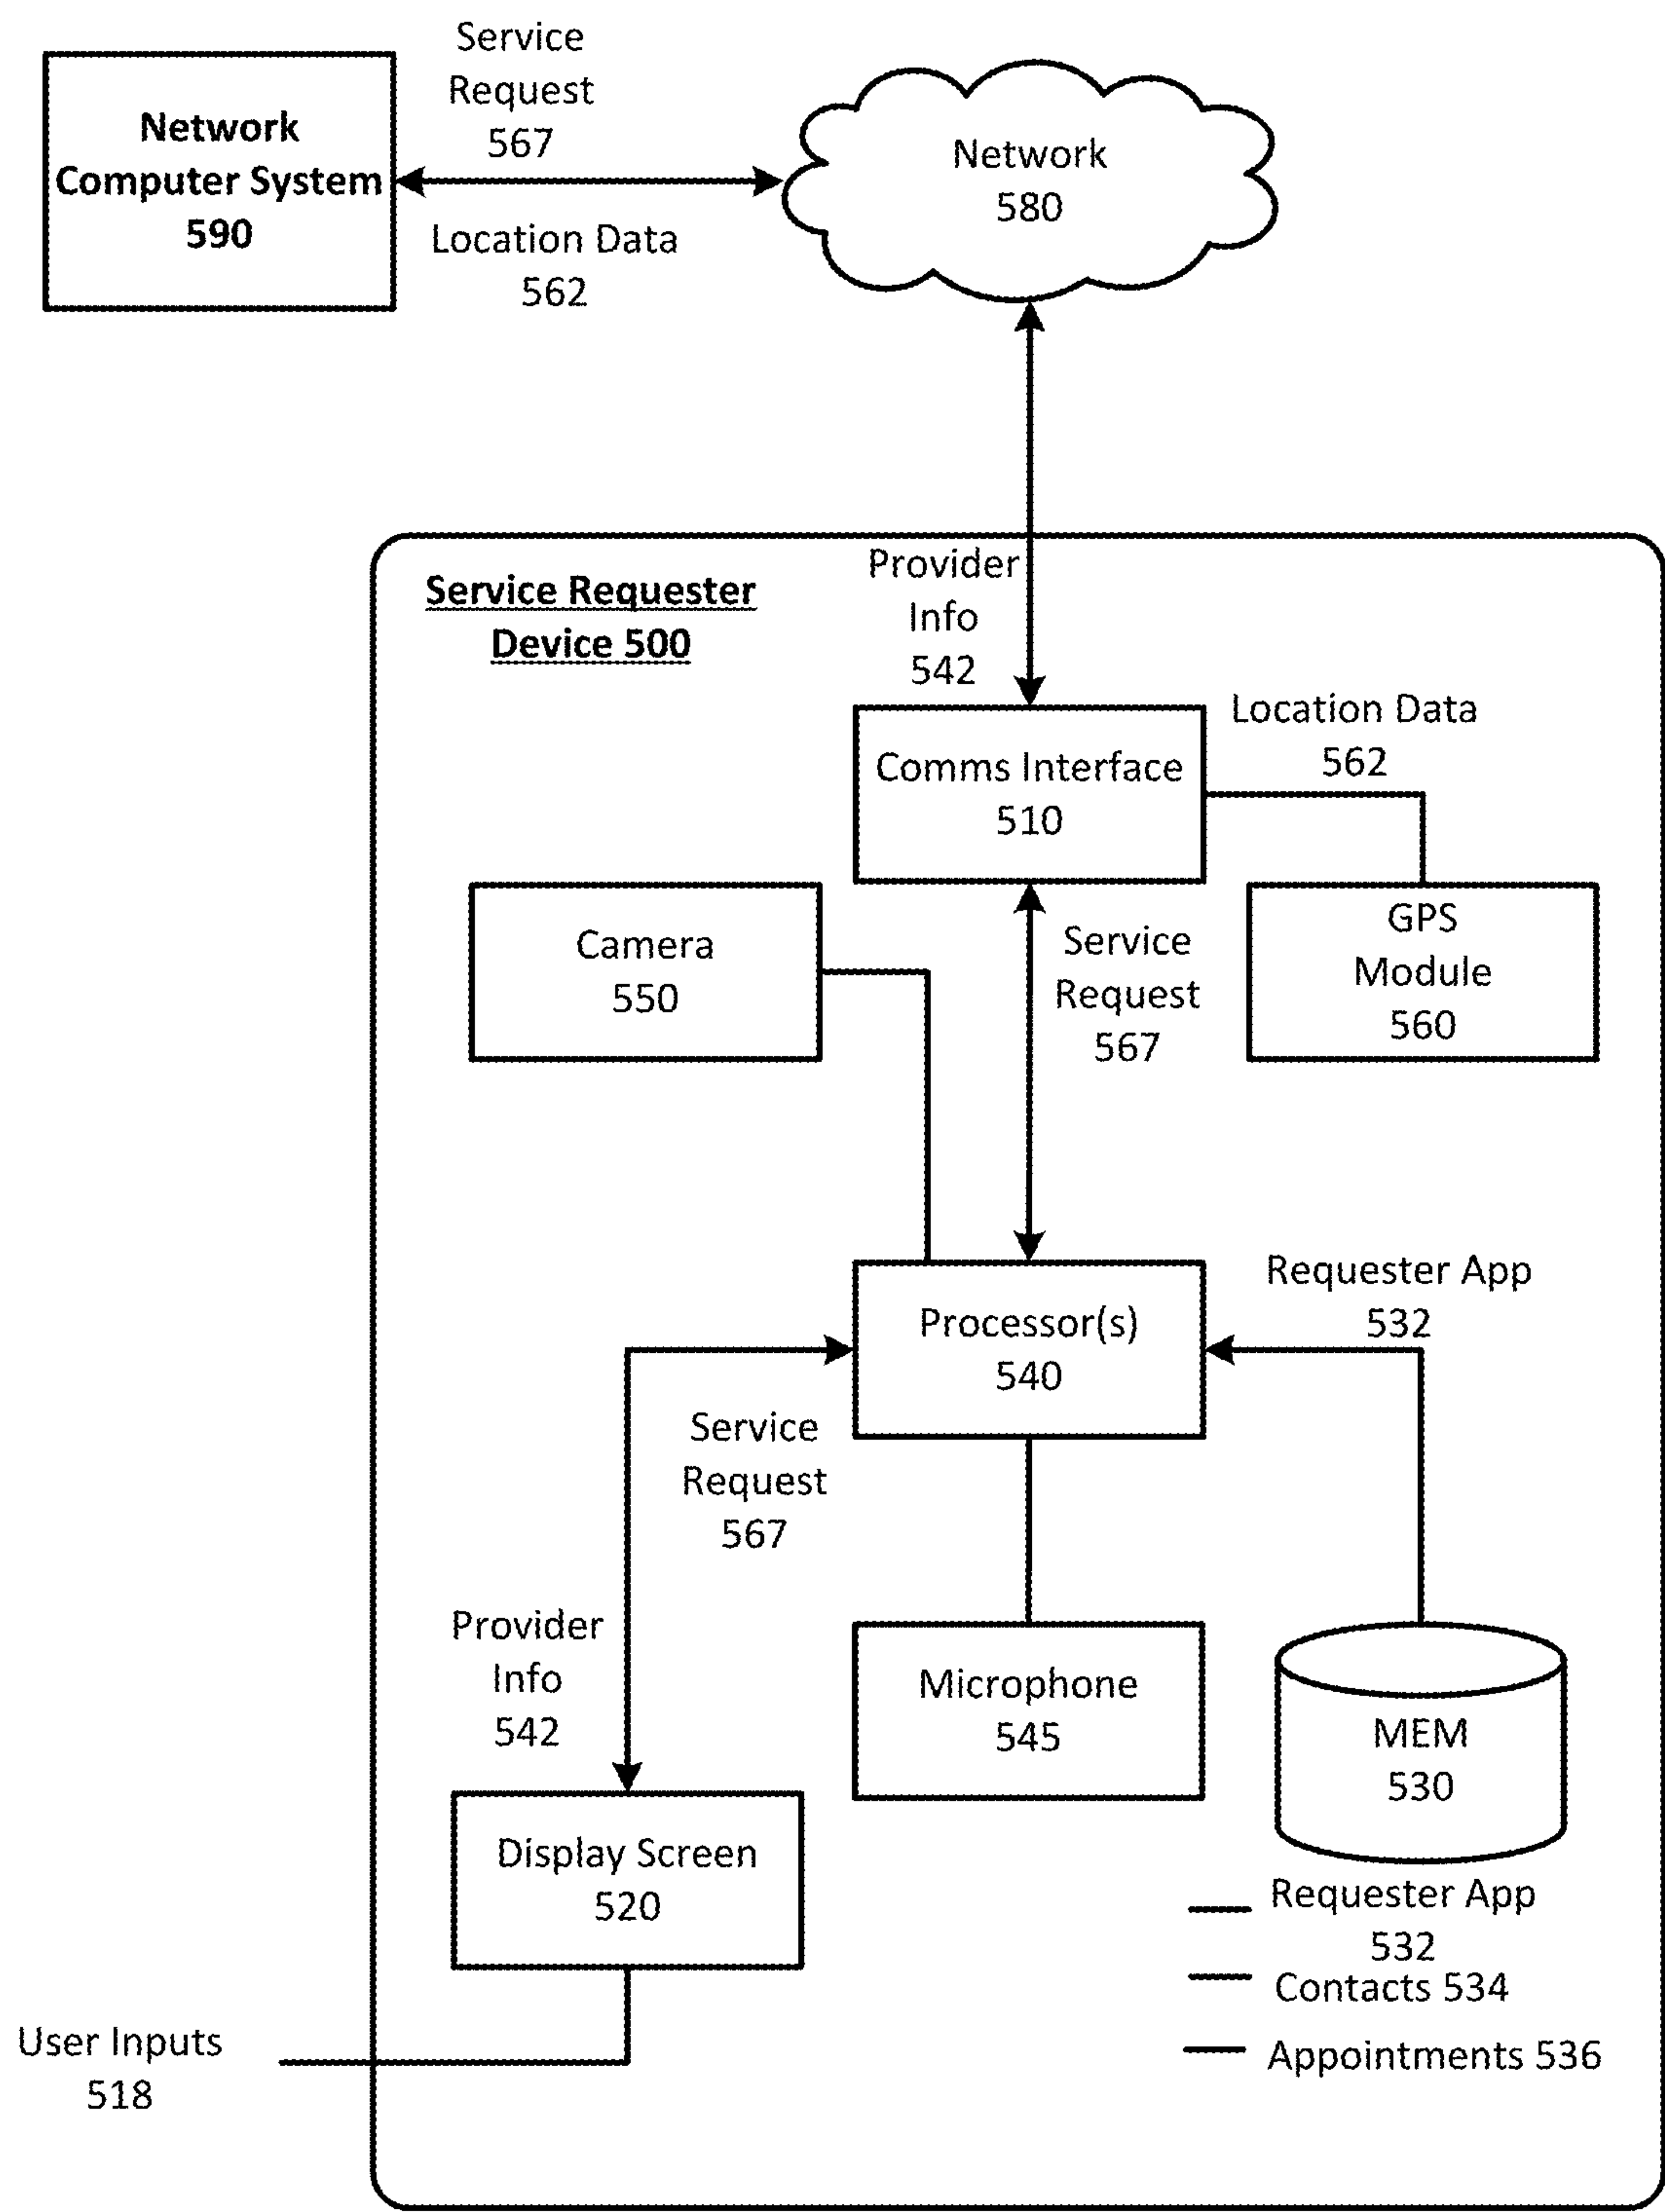 Service
Request
567
Network
Computer System
590
Location Data
562
Network
580
Service Requester
Device 500
Provider
Info
542
Comms Interface
510
Location Data
562
Camera
550
Service
Request
567
GPS
Module
560
Processor(s)
540
Requester App
532
Service
Request
567
Provider
Info
542
Microphone
545
MEM
530
Display Screen
520
Requester App
532
Contacts 534
Appointments 536
User Inputs
518